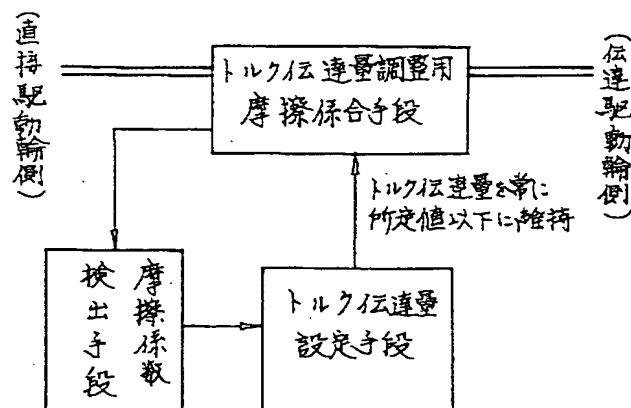 （直接駆動輪側）
トルク伝達量調整用
摩擦係合手段
（伝達駆動輪側）
トルク伝達量を常に
所定値以下に維持
摩擦係数
検出手段
トルク伝達量
設定手段